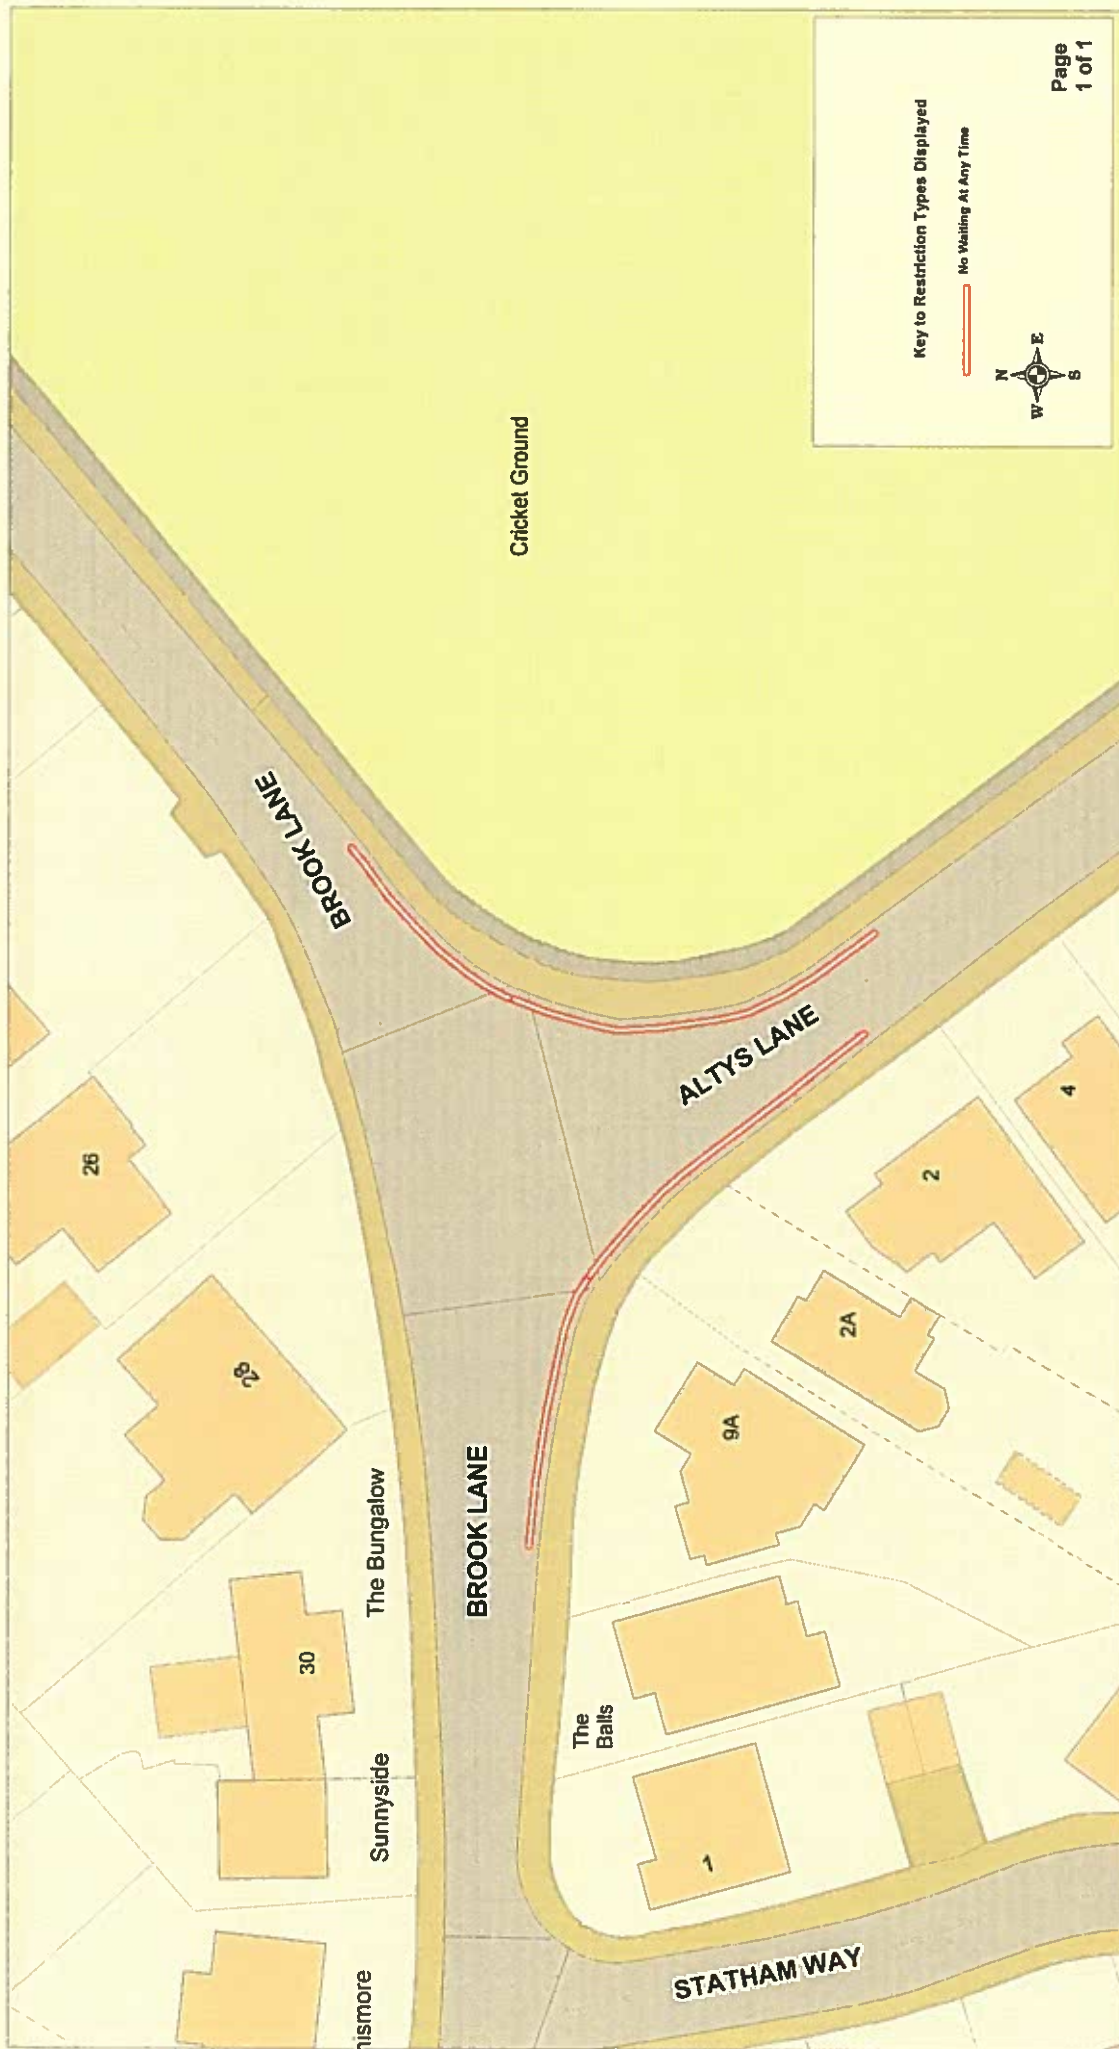 26
28
BROOK LANE
30
nismore
Sunnyside
The Bungalow
BROOK LANE
Cricket Ground
The
Balls
STATHAM WAY
1
9A
ALTYS LANE
2A
2
4
Key to Restriction Types Displayed
No Waiting At Any Time
N
W
E
S
Page
1 of 1